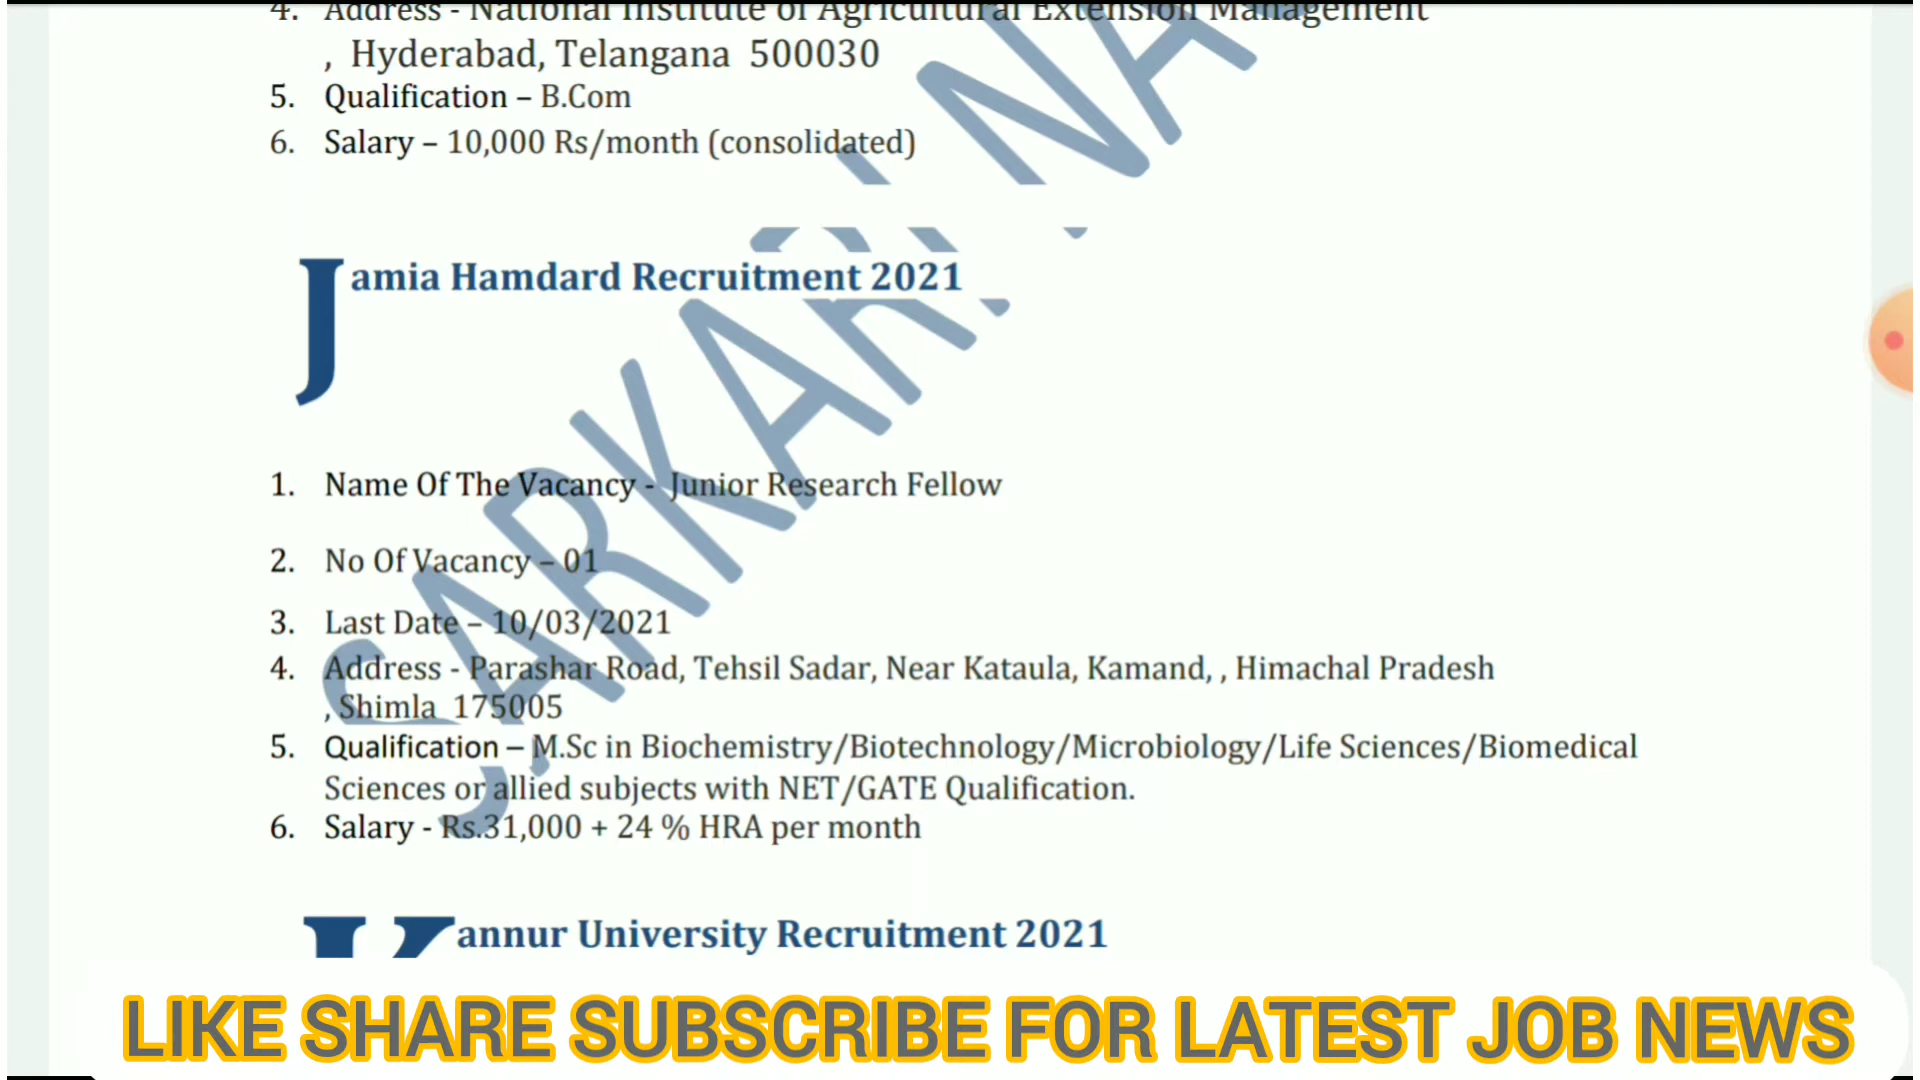 4. Address - National Institute of Agricultural Extension Management
, Hyderabad, Telangana 500030
5. Qualification – B.Com
6. Salary – 10,000 Rs/month (consolidated)
Jamia Hamdard Recruitment 2021
1. Name Of The Vacancy - Junior Research Fellow
2. No Of Vacancy – 01
3. Last Date – 10/03/2021
4. Address - Parashar Road, Tehsil Sadar, Near Kataula, Kamand, , Himachal Pradesh
, Shimla 175005
5. Qualification – M.Sc in Biochemistry/Biotechnology/Microbiology/Life Sciences/Biomedical
Sciences or allied subjects with NET/GATE Qualification.
6. Salary - Rs.31,000 + 24 % HRA per month
Kannur University Recruitment 2021
SARKARI NA
LIKE SHARE SUBSCRIBE FOR LATEST JOB NEWS